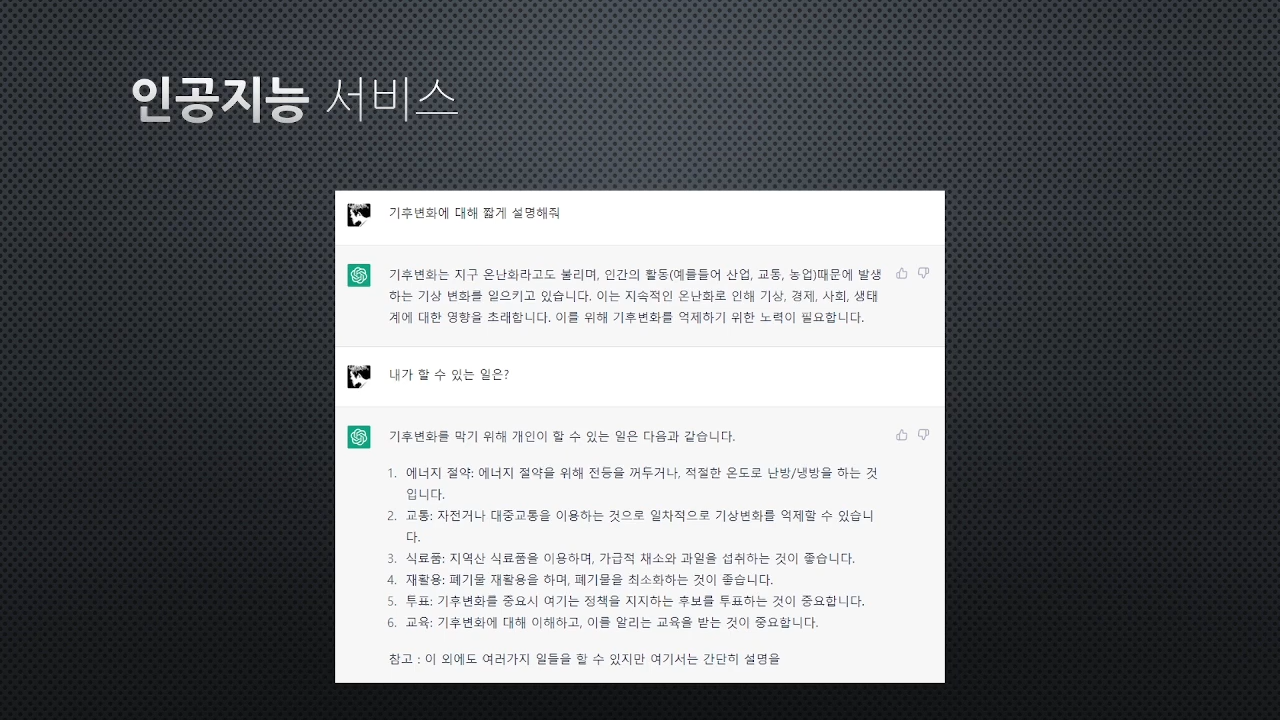 인공지능 서비스
기후변화에 대해 짧게 설명해줘
기후변화는 지구 온난화라고도 불리며, 인간의 활동(예를들어 산업, 교통, 농업)때문에 발생
하는 기상 변화를 일으키고 있습니다. 이는 지속적인 온난화로 인해 기상, 경제, 사회, 생태
계에 대한 영향을 초래합니다. 이를 위해 기후변화를 억제하기 위한 노력이 필요합니다.
내가 할 수 있는 일은?
기후변화를 막기 위해 개인이 할 수 있는 일은 다음과 같습니다.
1. 에너지 절약: 에너지 절약을 위해 전등을 꺼두거나, 적절한 온도로 난방/냉방을 하는 것
입니다.
2. 교통: 자전거나 대중교통을 이용하는 것으로 일차적으로 기상변화를 억제할 수 있습니
다.
3. 식료품: 지역산 식료품을 이용하며, 가급적 채소와 과일을 섭취하는 것이 좋습니다.
4. 재활용: 폐기물 재활용을 하며, 폐기물을 최소화하는 것이 좋습니다.
5. 투표: 기후변화를 중요시 여기는 정책을 지지하는 후보를 투표하는 것이 중요합니다.
6. 교육: 기후변화에 대해 이해하고, 이를 알리는 교육을 받는 것이 중요합니다.
참고 : 이 외에도 여러가지 일들을 할 수 있지만 여기서는 간단히 설명을